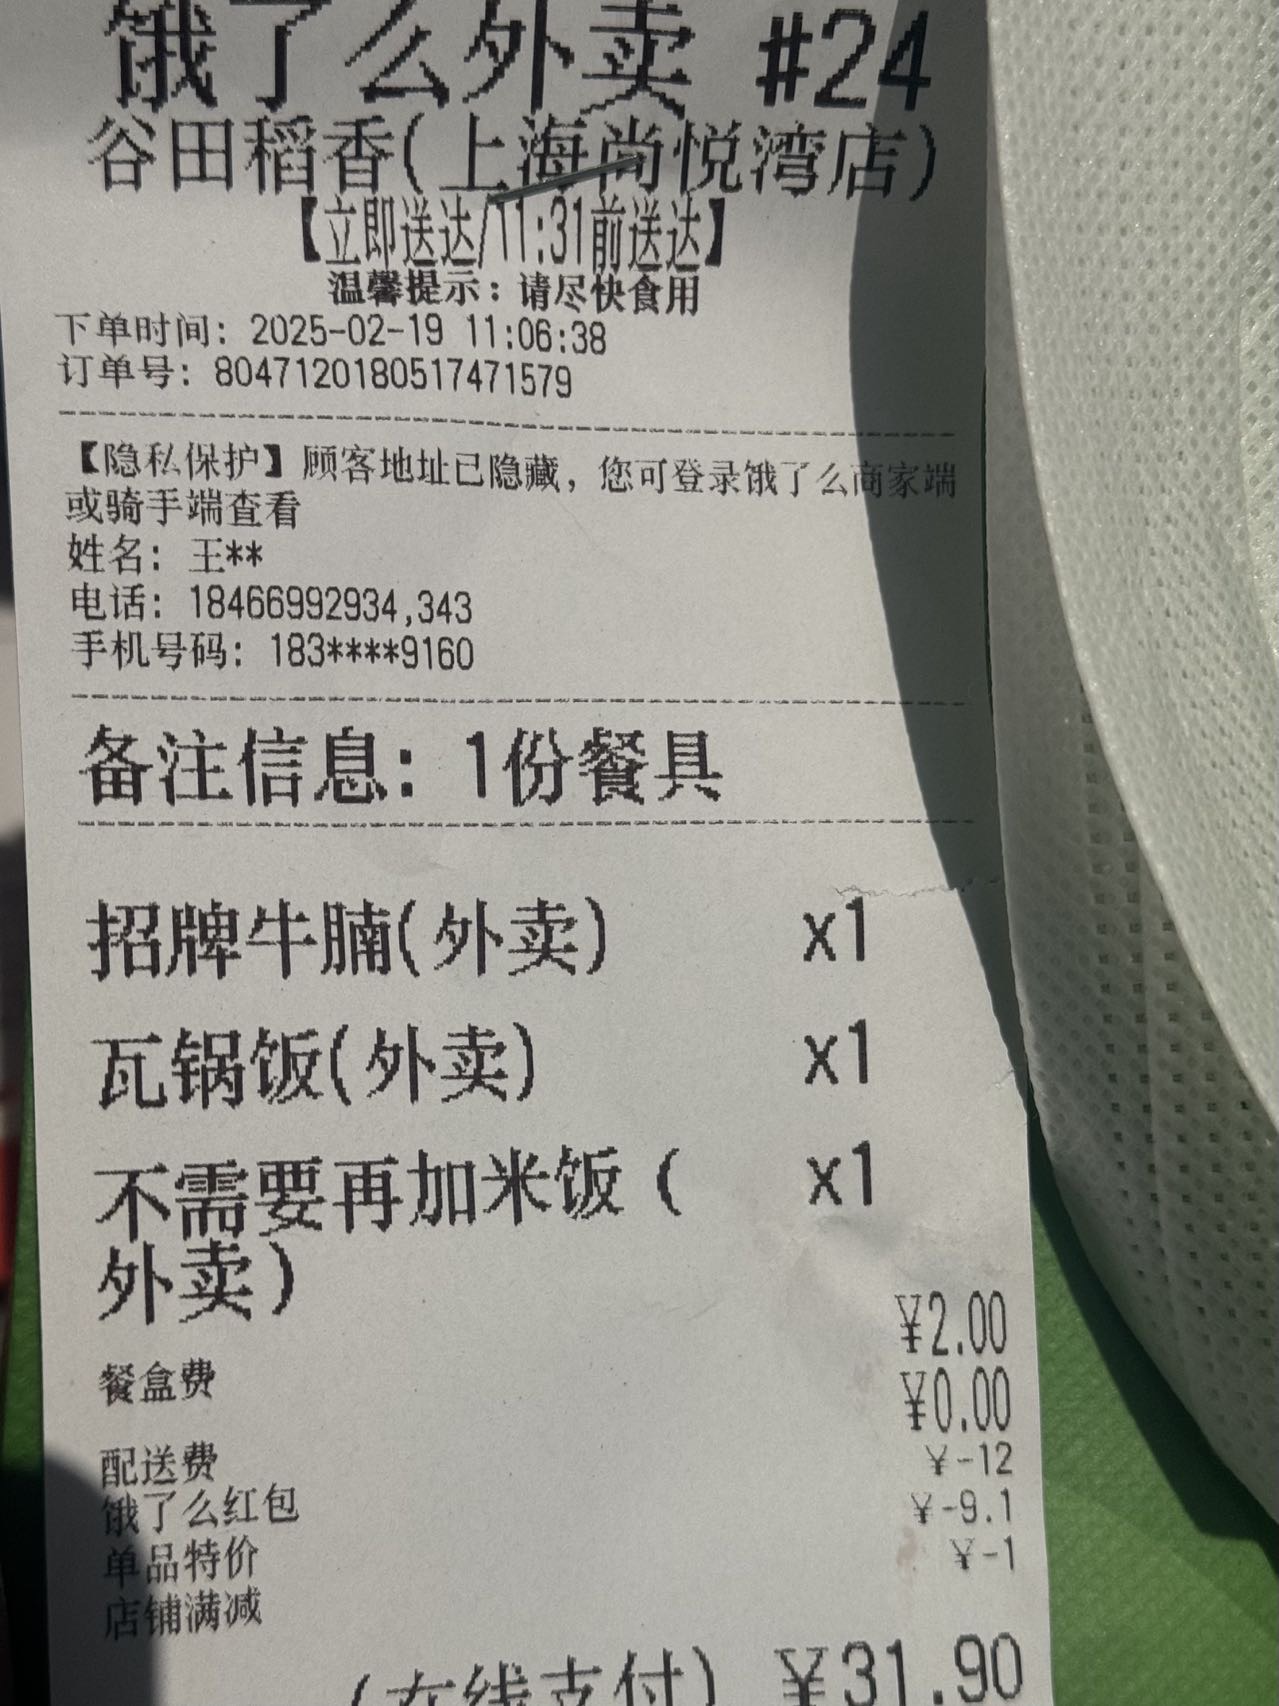 饿了么外卖 #24
谷田稻香(上海尚悦湾店)
【立即送达/11:31前送达】
温馨提示：请尽快食用
下单时间: 2025-02-19 11:06:38
订单号: 8047120180517471579
【隐私保护】顾客地址已隐藏，您可登录饿了么商家端
或骑手端查看
姓名: 王**
电话: 18466992934,343
手机号码: 183****9160
备注信息: 1份餐具
招牌牛腩(外卖) x1
瓦锅饭(外卖) x1
不需要再加米饭（ x1
外卖）
¥2.00
餐盒费 ¥0.00
配送费 ¥-12
饿了么红包 ¥-9.1
单品特价 ¥-1
店铺满减
(在线支付) ¥31.90